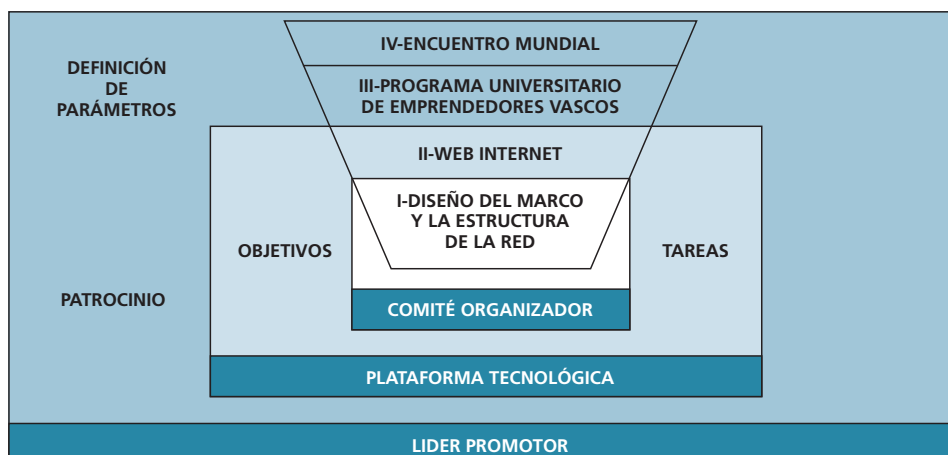 IV-ENCUENTRO MUNDIAL
DEFINICIÓN
DE
PARÁMETROS
III-PROGRAMA UNIVERSITARIO
DE EMPRENDEDORES VASCOS
II-WEB INTERNET
I-DISEÑO DEL MARCO
Y LA ESTRUCTURA
DE LA RED
OBJETIVOS
TAREAS
PATROCINIO
COMITÉ ORGANIZADOR
PLATAFORMA TECNOLÓGICA
LIDER PROMOTOR